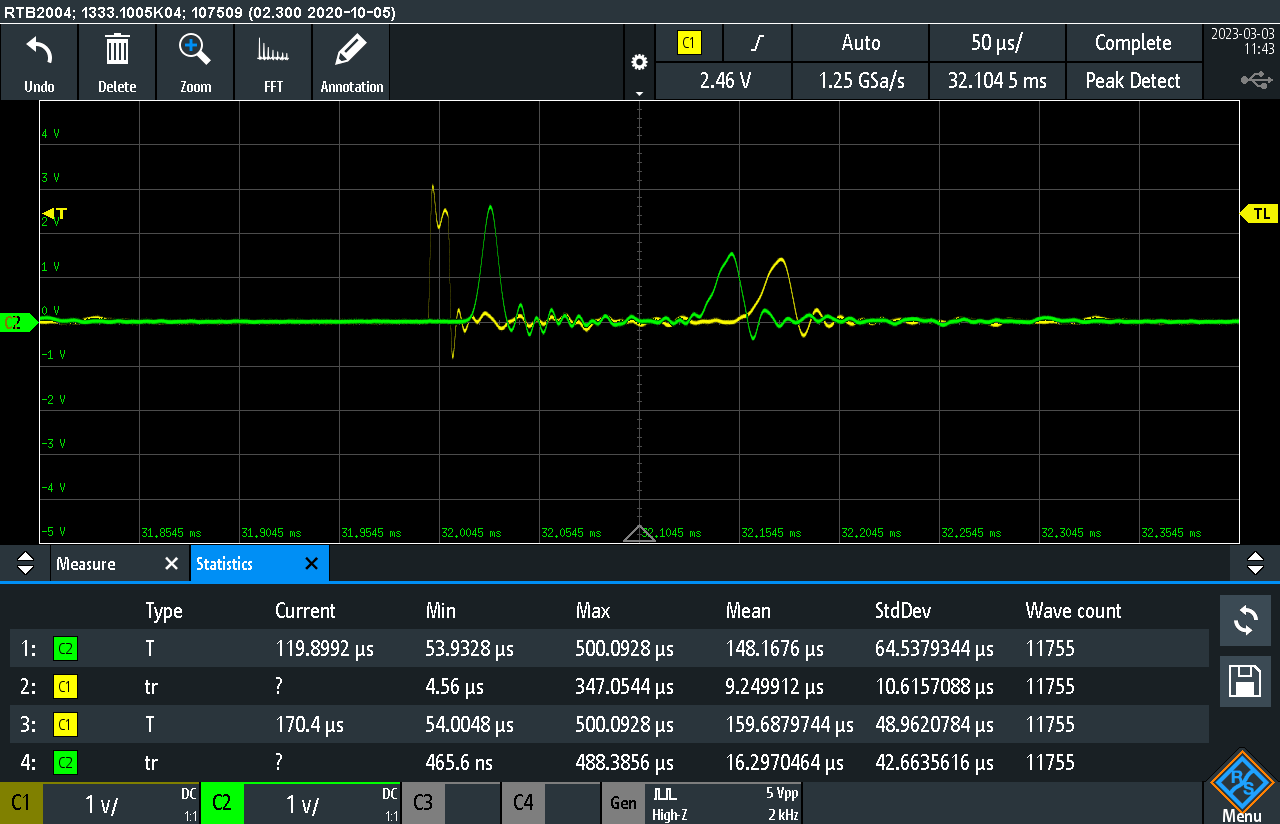 RTB2004; 1333.1005K04; 107509 (02.300 2020-10-05)
Undo Delete Zoom FFT Annotation
C1 Auto 50 µs/ Complete 2023-03-03
11:43
2.46 V 1.25 GSa/s 32.104 5 ms Peak Detect
4 V
3 V
T TL
2 V
1 V
0 V
C2
-1 V
-2 V
-3 V
-4 V
-5 V 31.8545 ms 31.9045 ms 31.9545 ms 32.0045 ms 32.0545 ms 32.1045 ms 32.1545 ms 32.2045 ms 32.2545 ms 32.3045 ms 32.3545 ms
Measure Statistics
Type Current Min Max Mean StdDev Wave count
1: C2 T 119.8992 µs 53.9328 µs 500.0928 µs 148.1676 µs 64.5379344 µs 11755
2: C1 tr ? 4.56 µs 347.0544 µs 9.249912 µs 10.6157088 µs 11755
3: C1 T 170.4 µs 54.0048 µs 500.0928 µs 159.6879744 µs 48.9620784 µs 11755
4: C2 tr ? 465.6 ns 488.3856 µs 16.2970464 µs 42.6635616 µs 11755
C1 1 V/ DC 1:1 C2 1 V/ DC 1:1 C3 C4 Gen High-Z 5 Vpp 2 kHz
R&S
Menu